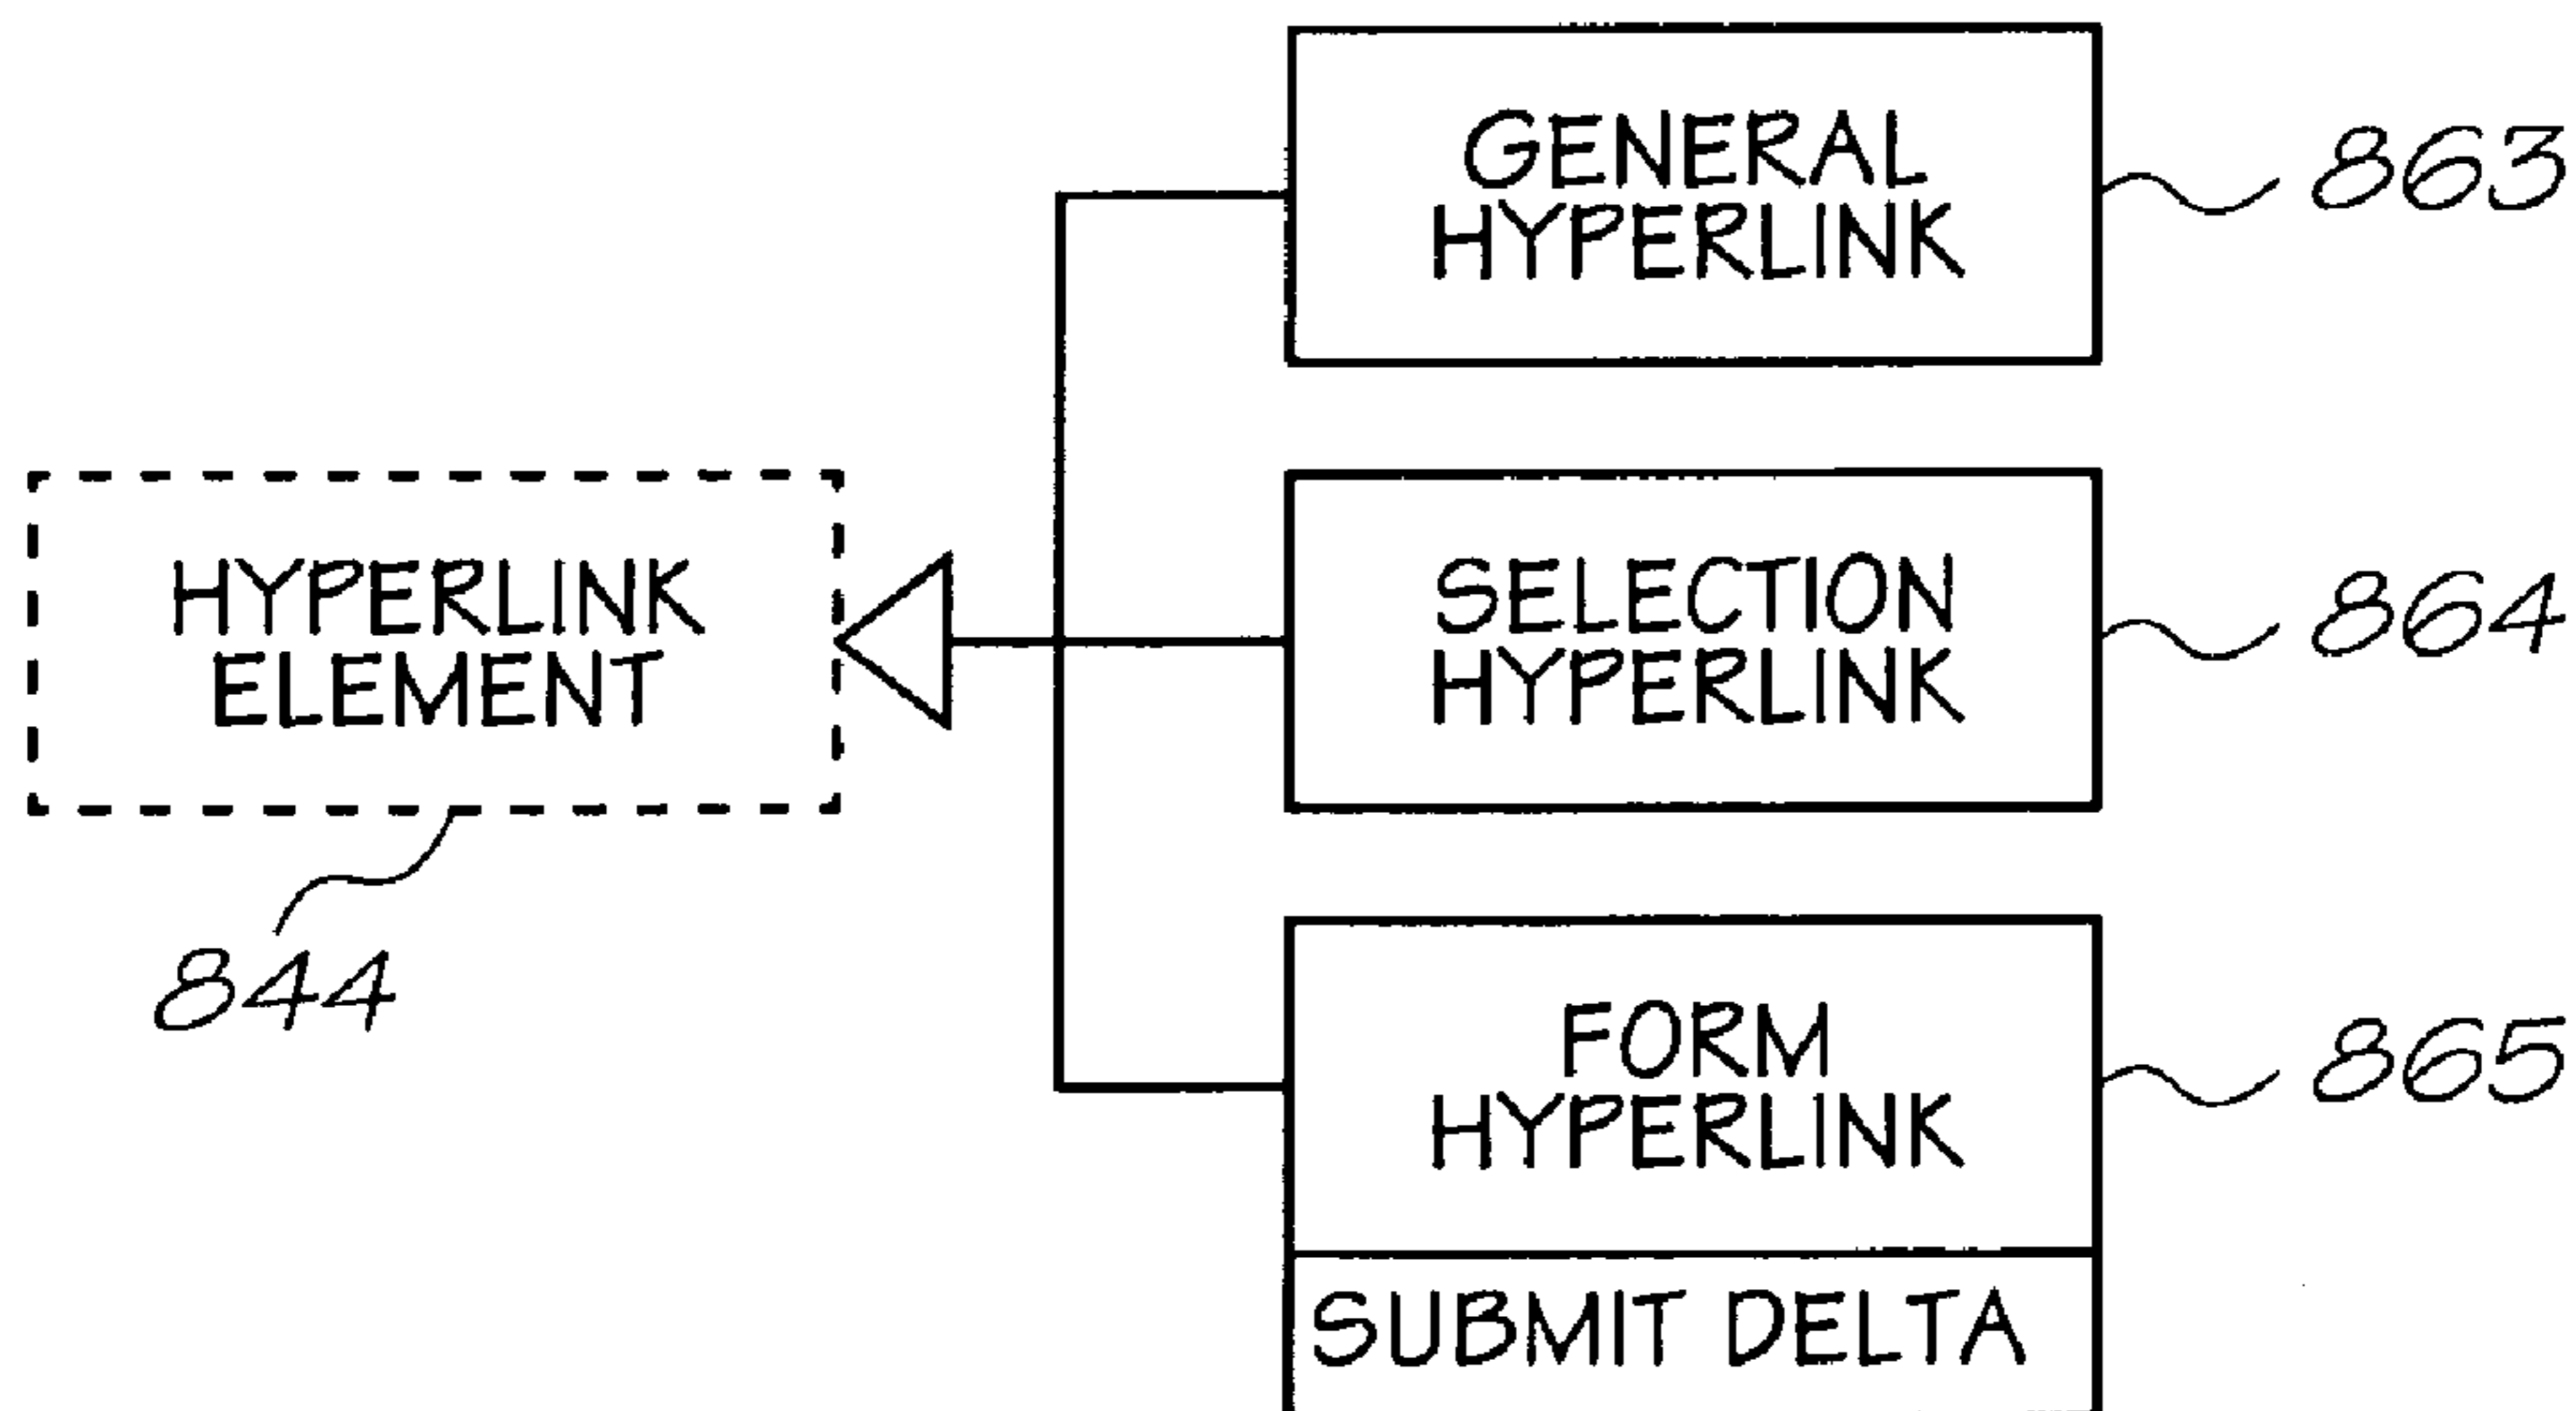 GENERAL
HYPERLINK
863
HYPERLINK
ELEMENT
844
SELECTION
HYPERLINK
864
FORM
HYPERLINK
865
SUBMIT DELTA